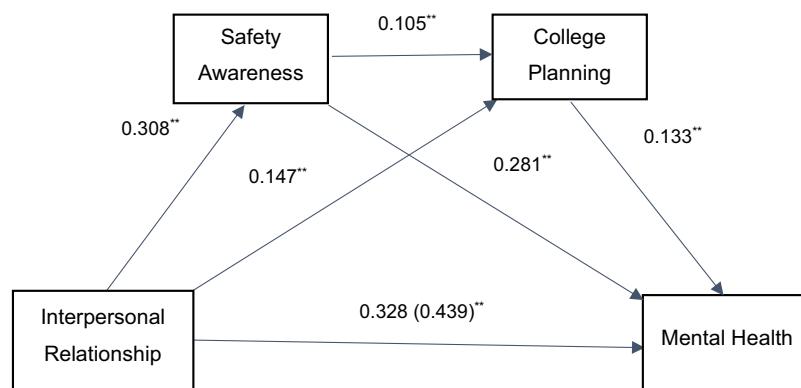 Safety
Awareness
0.105**
College
Planning
0.308**
0.147**
0.281**
0.133**
Interpersonal
Relationship
0.328 (0.439)**
Mental Health